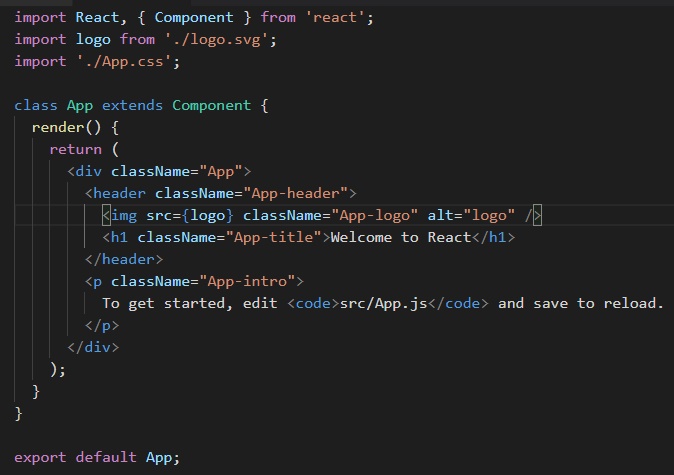 import React, { Component } from 'react';
import logo from './logo.svg';
import './App.css';

class App extends Component {
  render() {
    return (
      <div className="App">
        <header className="App-header">
          <img src={logo} className="App-logo" alt="logo" />
          <h1 className="App-title">Welcome to React</h1>
        </header>
        <p className="App-intro">
          To get started, edit <code>src/App.js</code> and save to reload.
        </p>
      </div>
    );
  }
}

export default App;